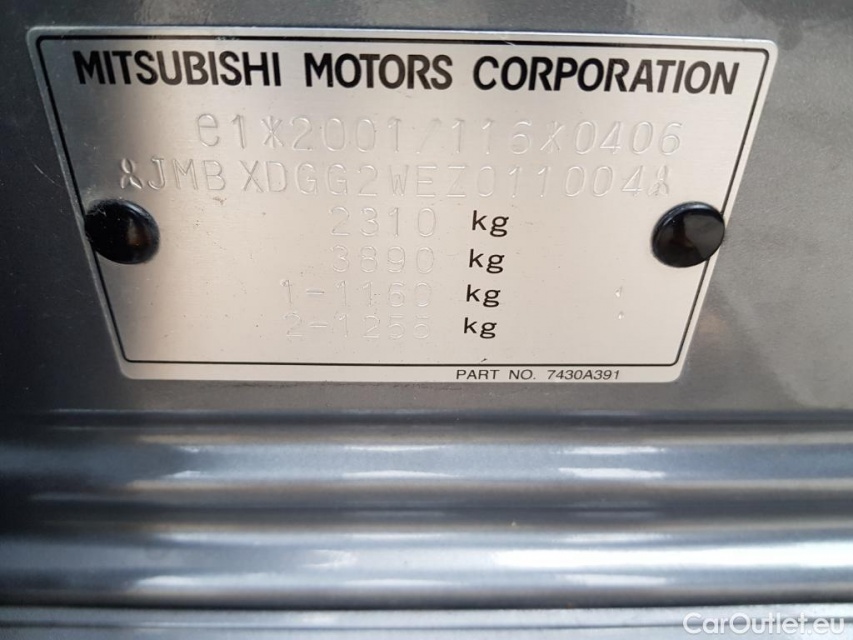 MITSUBISHI MOTORS CORPORATION
e1*2001/116*0406
*JMBXDGG2WEZ011004*
2310 kg
3890 kg
1-1160 kg
2-1255 kg
PART NO. 7430A391
CarOutlet.eu